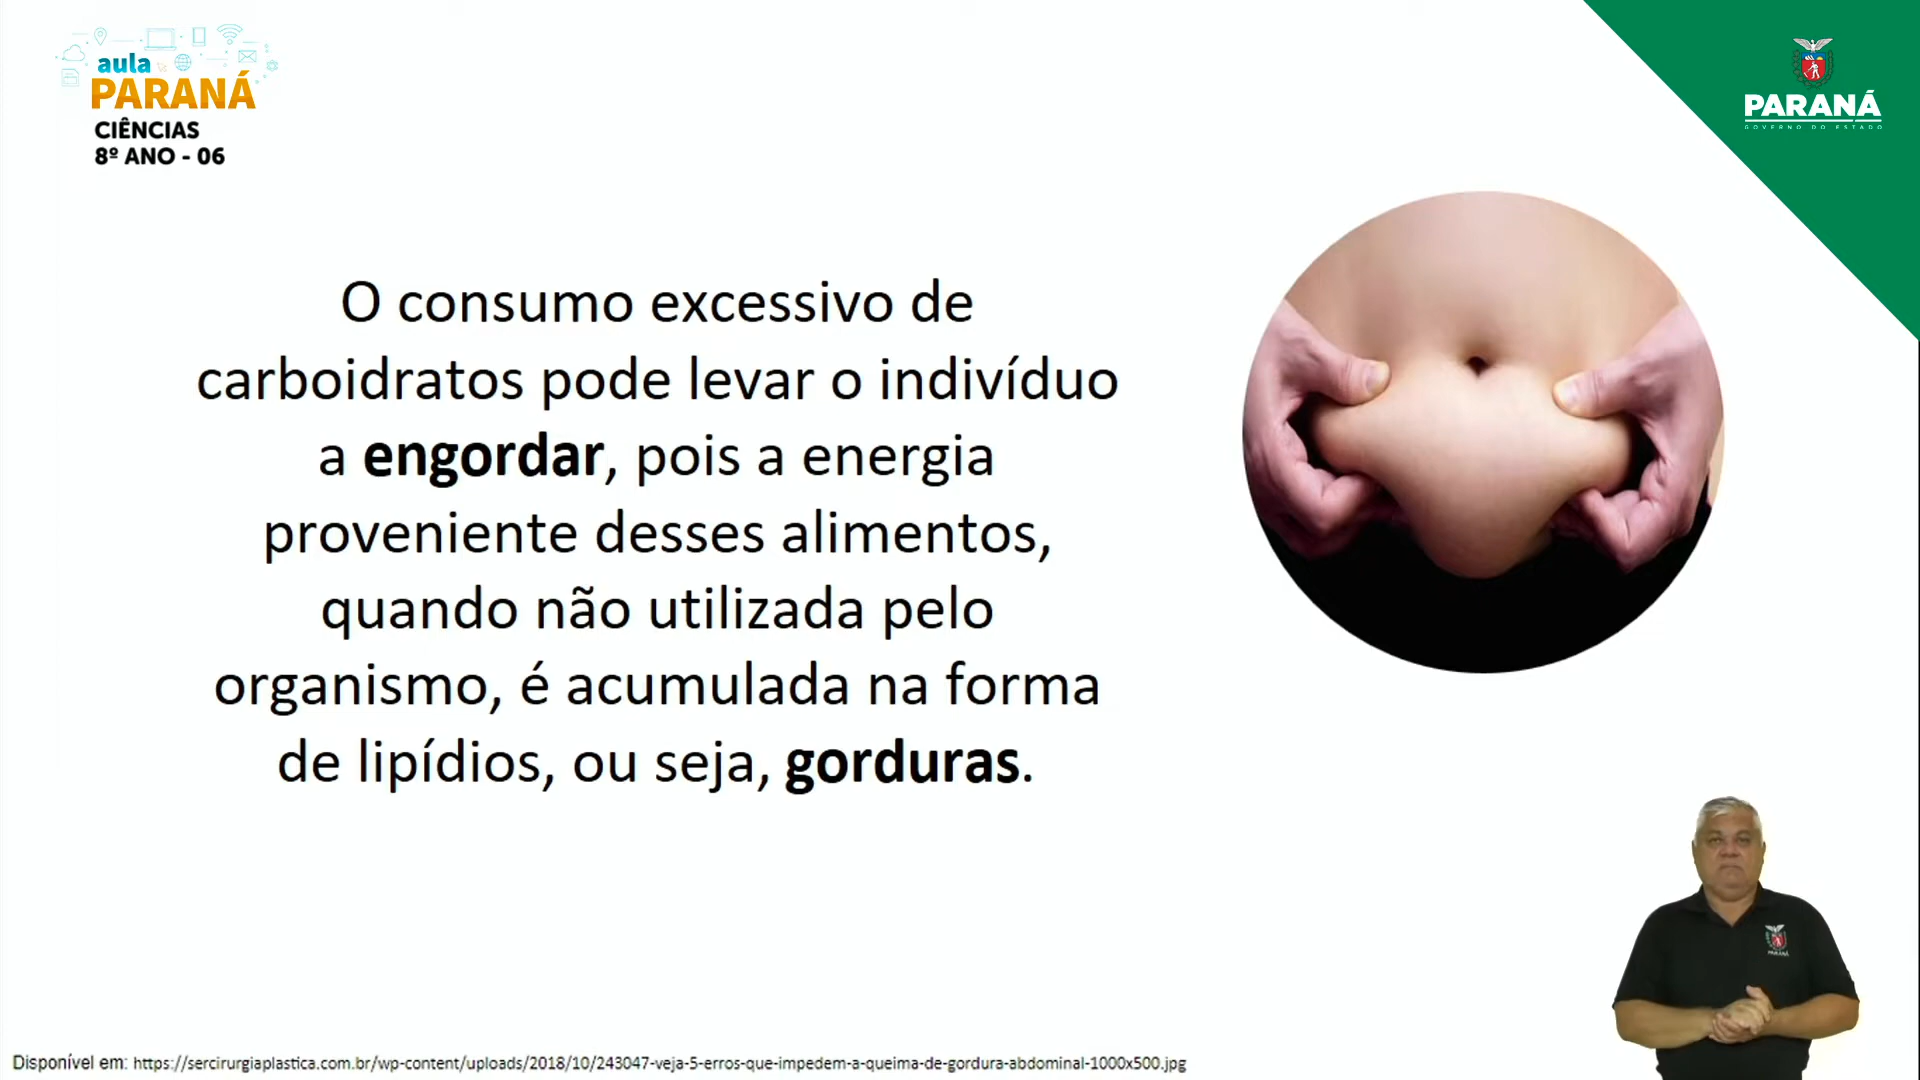 aula
PARANÁ
CIÊNCIAS
8º ANO - 06
PARANÁ
GOVERNO DO ESTADO
O consumo excessivo de
carboidratos pode levar o indivíduo
a engordar, pois a energia
proveniente desses alimentos,
quando não utilizada pelo
organismo, é acumulada na forma
de lipídios, ou seja, gorduras.
Disponível em: https://sercirurgiaplastica.com.br/wp-content/uploads/2018/10/243047-veja-5-erros-que-impedem-a-queima-de-gordura-abdominal-1000x500.jpg